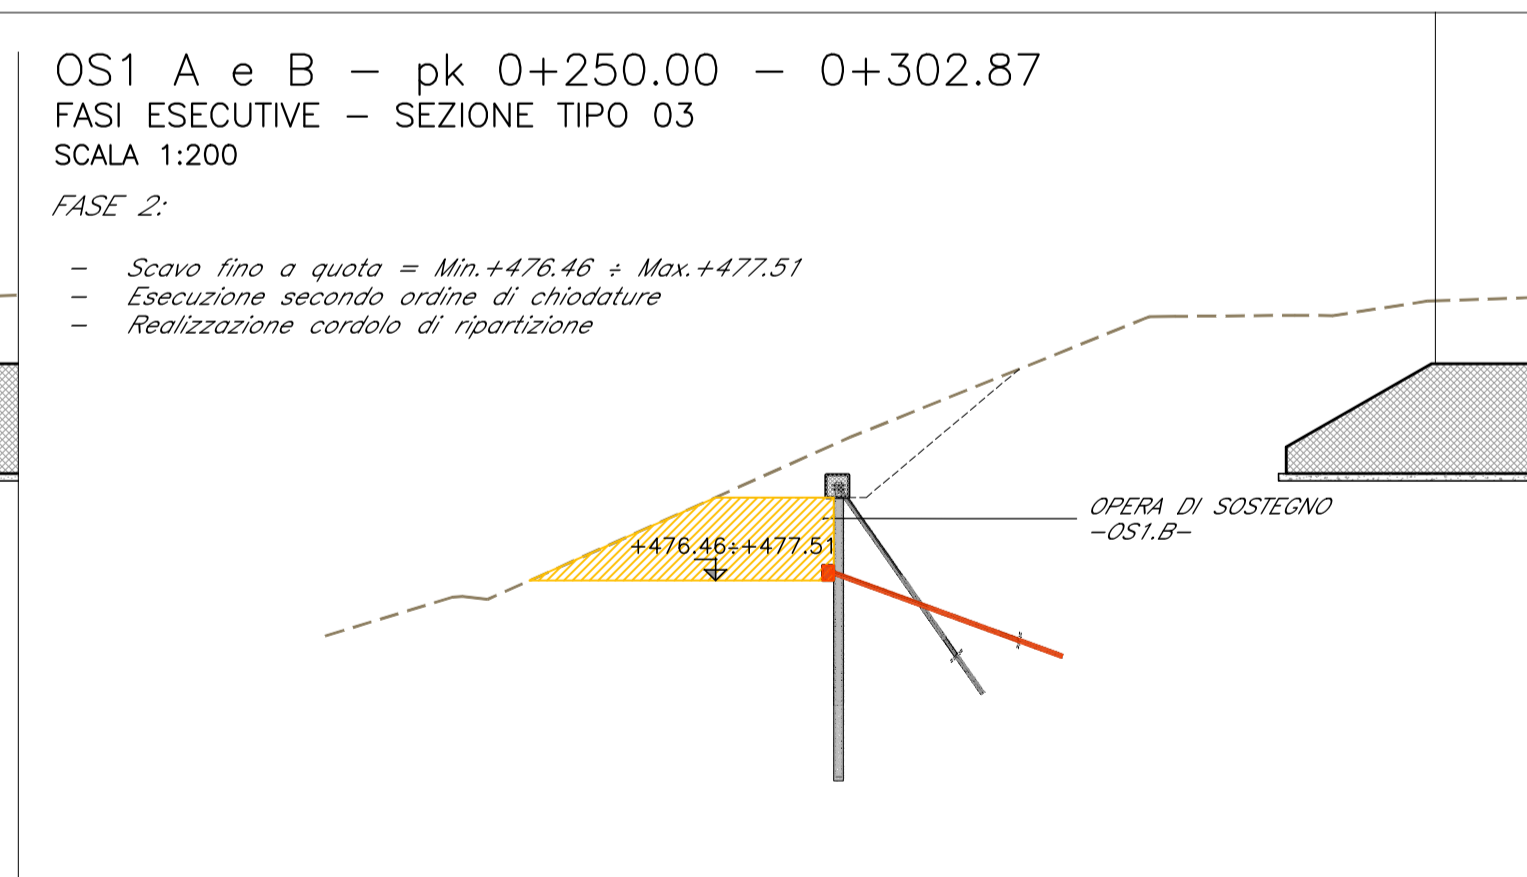 OS1 A e B – pk 0+250.00 – 0+302.87
FASI ESECUTIVE – SEZIONE TIPO 03
SCALA 1:200
FASE 2:
– Scavo fino a quota = Min.+476.46 ÷ Max.+477.51
– Esecuzione secondo ordine di chiodature
– Realizzazione cordolo di ripartizione
OPERA DI SOSTEGNO
–OS1.B–
+476.46÷+477.51